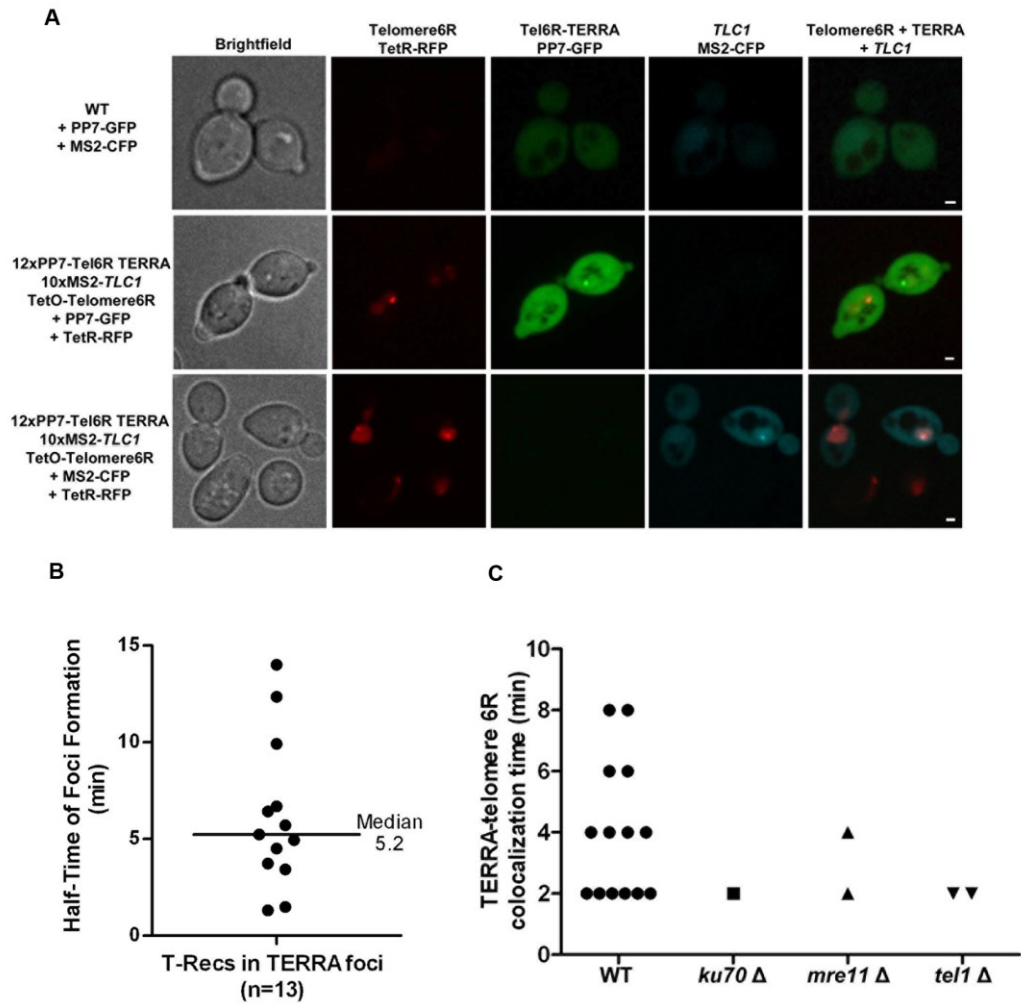 A
Brightfield
Telomere6R
TetR-RFP
Tel6R-TERRA
PP7-GFP
TLC1
MS2-CFP
Telomere6R + TERRA
+ TLC1
WT
+ PP7-GFP
+ MS2-CFP
12xPP7-Tel6R TERRA
10xMS2-TLC1
TetO-Telomere6R
+ PP7-GFP
+ TetR-RFP
12xPP7-Tel6R TERRA
10xMS2-TLC1
TetO-Telomere6R
+ MS2-CFP
+ TetR-RFP
B
Half-Time of Foci Formation
(min)
15
10
5
0
Median
5.2
T-Recs in TERRA foci
(n=13)
C
TERRA-telomere 6R
colocalization time (min)
10
8
6
4
2
0
WT
ku70 Δ
mre11 Δ
tel1 Δ